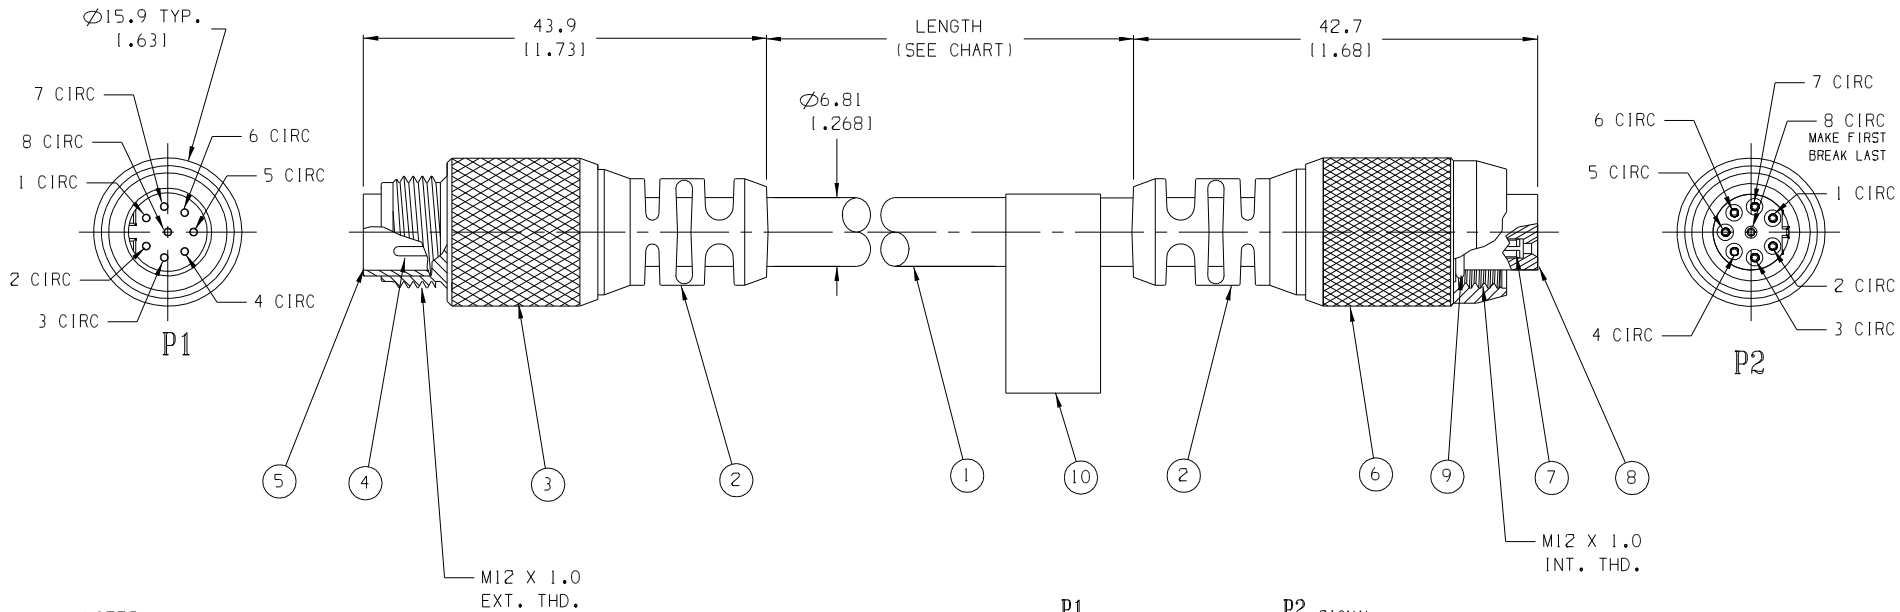 Ø15.9 TYP.
[.63]
7 CIRC
8 CIRC
1 CIRC
2 CIRC
3 CIRC
6 CIRC
5 CIRC
4 CIRC
P1
43.9
[1.73]
LENGTH
(SEE CHART)
42.7
[1.68]
Ø6.81
[.268]
7 CIRC
6 CIRC
8 CIRC
MAKE FIRST
BREAK LAST
5 CIRC
1 CIRC
2 CIRC
3 CIRC
4 CIRC
P2
5
4
3
2
1
10
2
6
9
7
8
M12 X 1.0
EXT. THD.
M12 X 1.0
INT. THD.
P1
P2